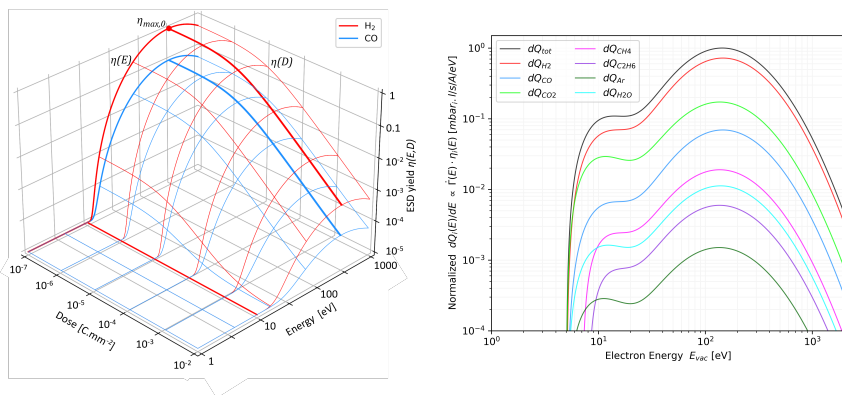 η_max,0
H₂
CO
η(E)
η(D)
1
0.1
10⁻²
10⁻³
10⁻⁴
10⁻⁵
ESD yield η(E,D)
10⁻⁷
10⁻⁶
10⁻⁵
10⁻⁴
10⁻³
10⁻²
Dose [C.mm⁻²]
1
10
100
1000
Energy [eV]
dQ_tot
dQ_H2
dQ_CO
dQ_CO2
dQ_CH4
dQ_C2H6
dQ_Ar
dQ_H2O
10⁰
10⁻¹
10⁻²
10⁻³
10⁻⁴
Normalized dQ_i(E)/dE ∝ Γ̇(E) · η_i(E) [mbar_r. l/s/A/eV]
10⁰
10¹
10²
10³
Electron Energy E_vac [eV]